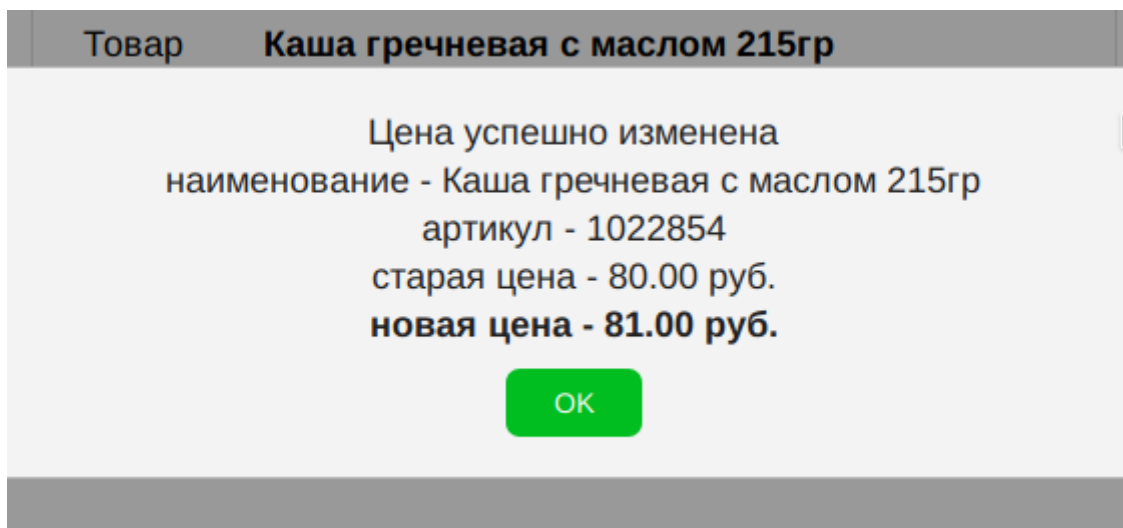 Товар Каша гречневая с маслом 215гр
Цена успешно изменена
наименование - Каша гречневая с маслом 215гр
артикул - 1022854
старая цена - 80.00 руб.
новая цена - 81.00 руб.
OK